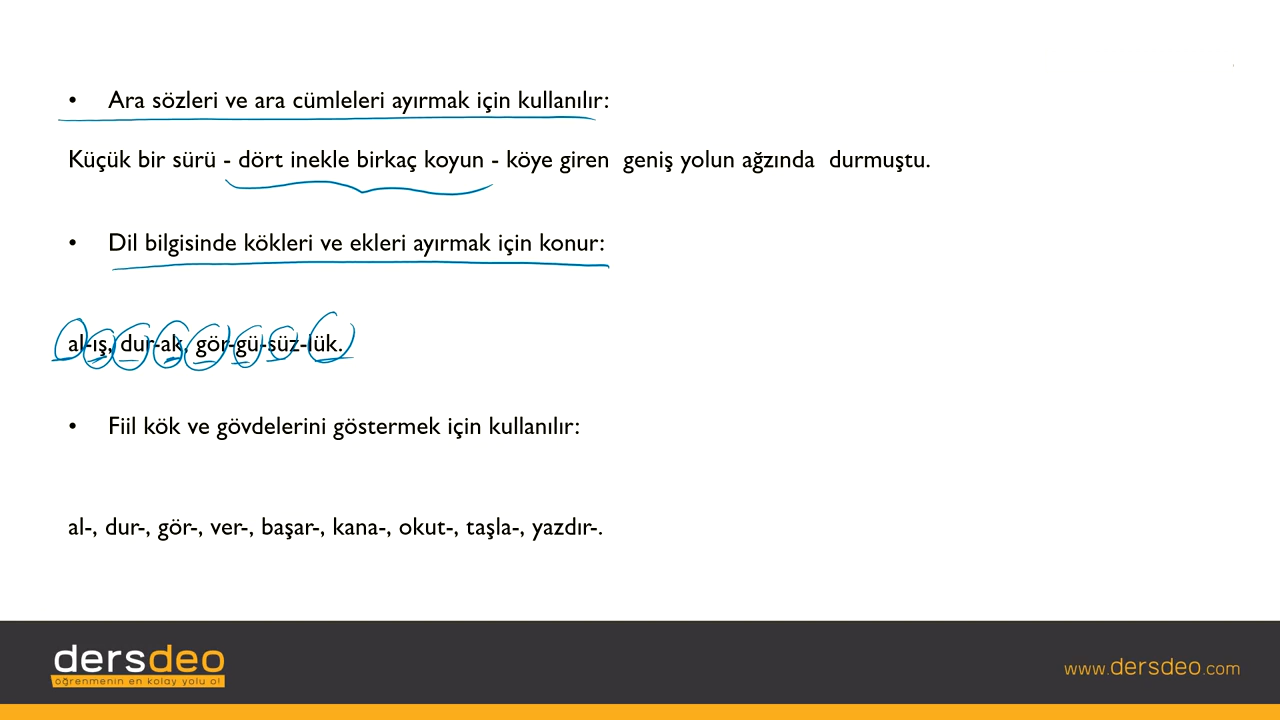 • Ara sözleri ve ara cümleleri ayırmak için kullanılır:
Küçük bir sürü - dört inekle birkaç koyun - köye giren geniş yolun ağzında durmuştu.
• Dil bilgisinde kökleri ve ekleri ayırmak için konur:
al-ış, dur-ak, gör-gü-süz-lük.
• Fiil kök ve gövdelerini göstermek için kullanılır:
al-, dur-, gör-, ver-, başar-, kana-, okut-, taşla-, yazdır-.
dersdeo
öğrenmenin en kolay yolu o!
www.dersdeo.com